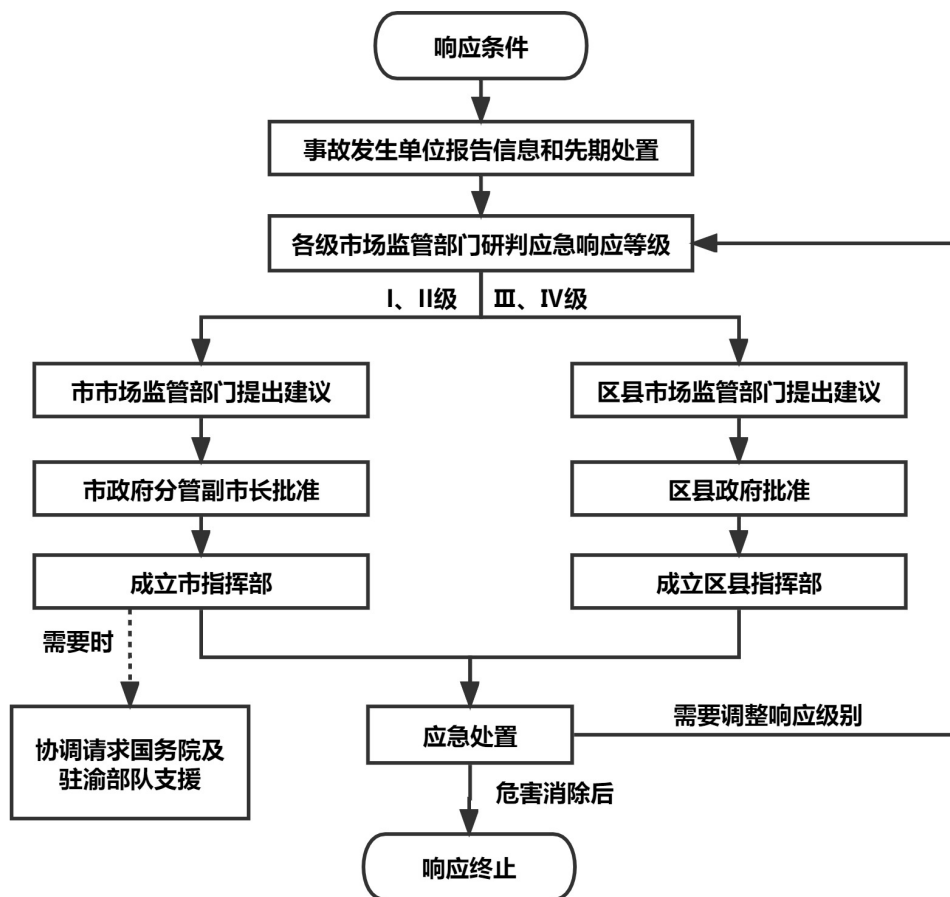 响应条件
事故发生单位报告信息和先期处置
各级市场监管部门研判应急响应等级
I、II级
Ⅲ、IV级
市市场监管部门提出建议
区县市场监管部门提出建议
市政府分管副市长批准
区县政府批准
成立市指挥部
成立区县指挥部
需要时
协调请求国务院及
驻渝部队支援
应急处置
需要调整响应级别
危害消除后
响应终止